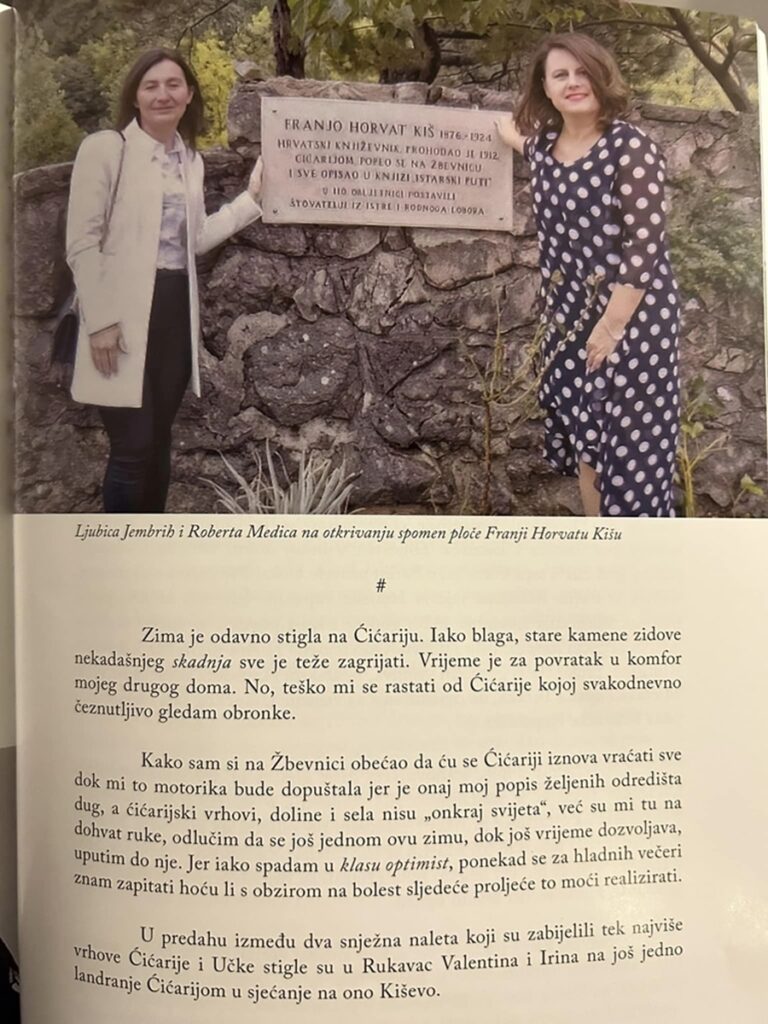 FRANJO HORVAT KIŠ 1876.-1924.
HRVATSKI KNJIŽEVNIK, PROHODAO JE 1912.
ĆIĆARIJOM, POPEO SE NA ŽBEVNICU
I SVE OPISAO U KNJIZI „ISTARSKI PUTI“
U 110. OBLJETNICI POSTAVILI
ŠTOVATELJI IZ ISTRE I RODNOGA LOBORA
Ljubica Jembrih i Roberta Medica na otkrivanju spomen ploče Franji Horvatu Kišu
#
Zima je odavno stigla na Ćićariju. Iako blaga, stare kamene zidove
nekadašnjeg skadnja sve je teže zagrijati. Vrijeme je za povratak u komfor
mojeg drugog doma. No, teško mi se rastati od Ćićarije kojoj svakodnevno
čeznutljivo gledam obronke.
Kako sam si na Žbevnici obećao da ću se Ćićariji iznova vraćati sve
dok mi to motorika bude dopuštala jer je onaj moj popis željenih odredišta
dug, a ćićarijski vrhovi, doline i sela nisu „onkraj svijeta“, već su mi tu na
dohvat ruke, odlučim da se još jednom ovu zimu, dok još vrijeme dozvoljava,
uputim do nje. Jer iako spadam u klasu optimist, ponekad se za hladnih večeri
znam zapitati hoću li s obzirom na bolest sljedeće proljeće to moći realizirati.
U predahu između dva snježna naleta koji su zabijelili tek najviše
vrhove Ćićarije i Učke stigle su u Rukavac Valentina i Irina na još jedno
landranje Ćićarijom u sjećanje na ono Kiševo.